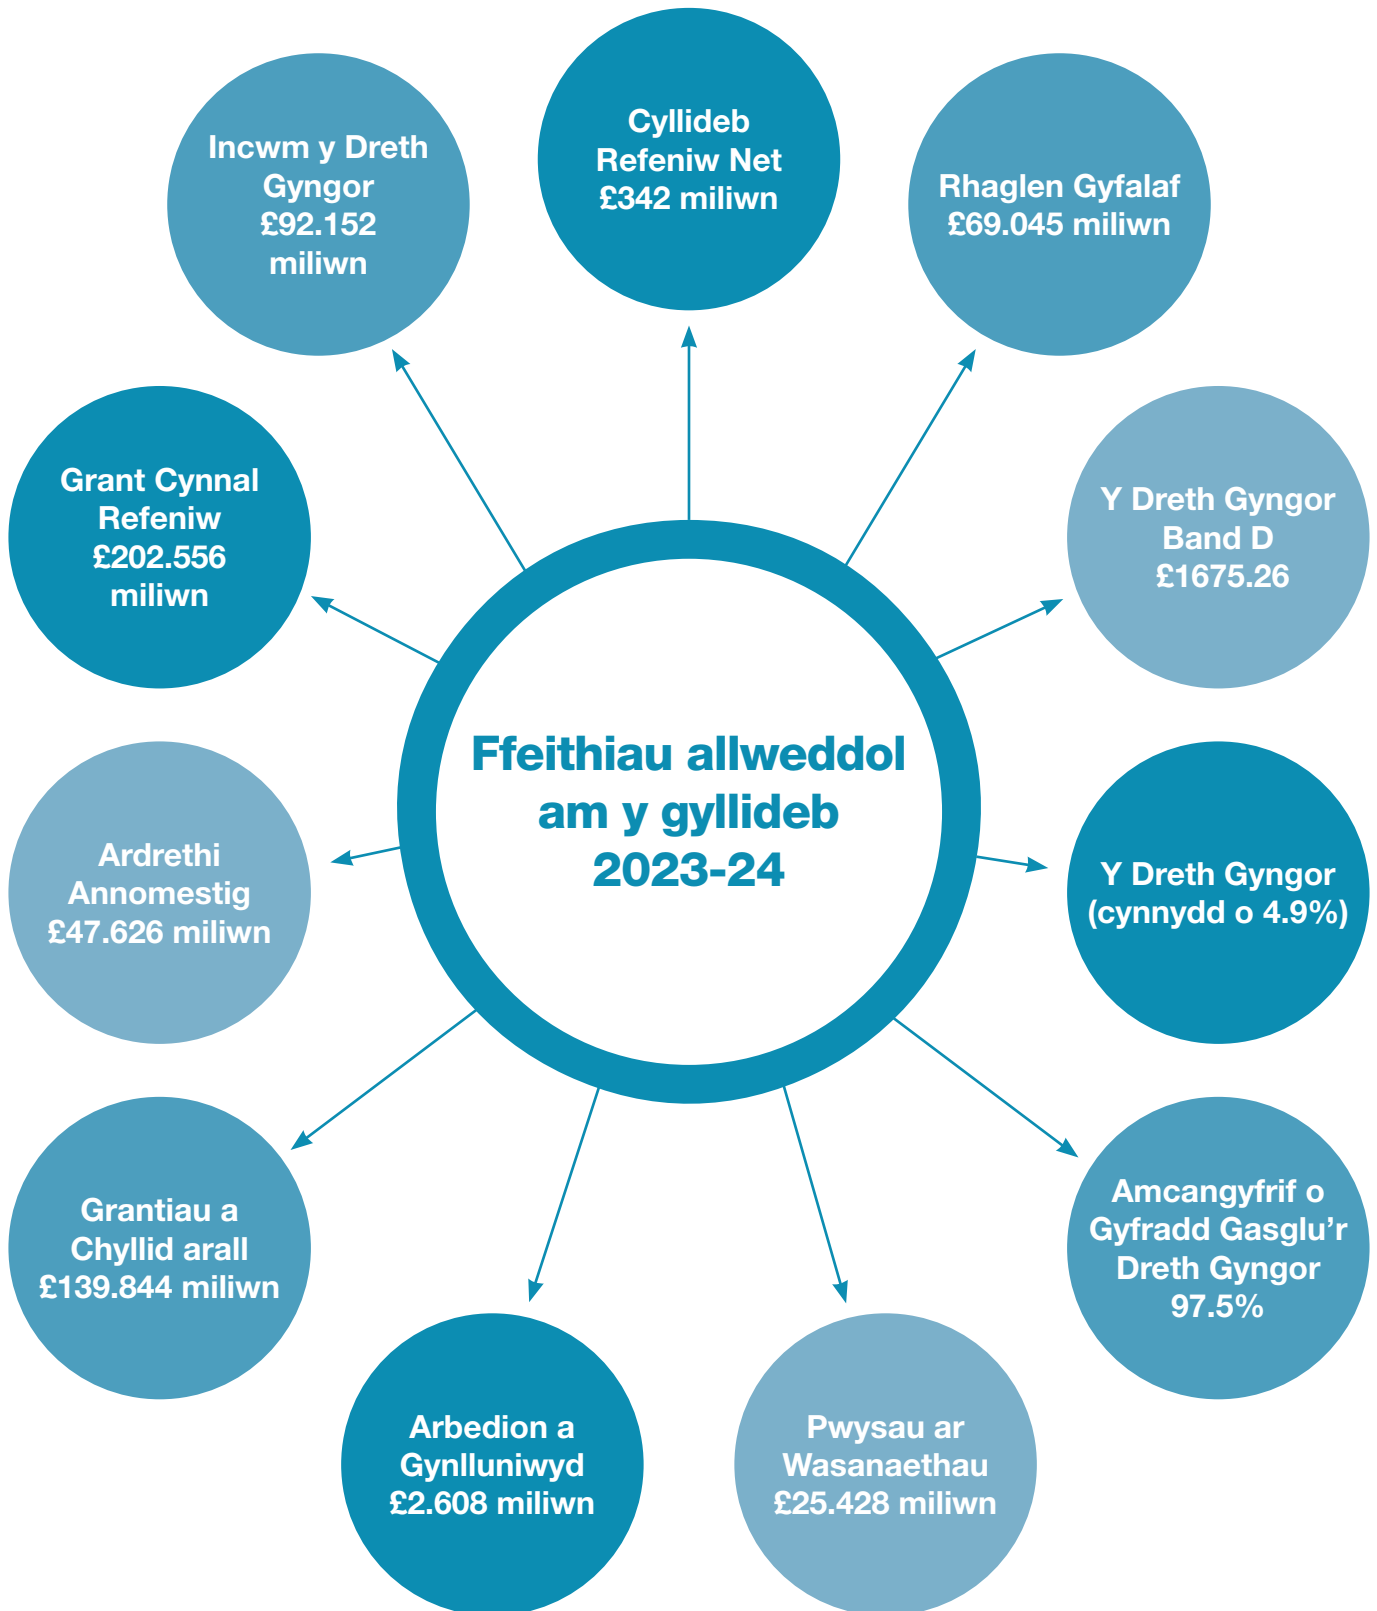 Cyllideb
Refeniw Net
£342 miliwn
Incwm y Dreth
Gyngor
£92.152
miliwn
Rhaglen Gyfalaf
£69.045 miliwn
Grant Cynnal
Refeniw
£202.556
miliwn
Y Dreth Gyngor
Band D
£1675.26
Ffeithiau allweddol
am y gyllideb
2023-24
Ardrethi
Annomestig
£47.626 miliwn
Y Dreth Gyngor
(cynnydd o 4.9%)
Grantiau a
Chyllid arall
£139.844 miliwn
Amcangyfrif o
Gyfradd Gasglu’r
Dreth Gyngor
97.5%
Arbedion a
Gynlluniwyd
£2.608 miliwn
Pwysau ar
Wasanaethau
£25.428 miliwn